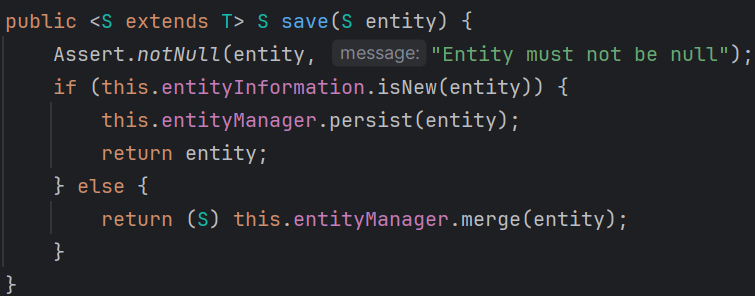 public <S extends T> S save(S entity) {
    Assert.notNull(entity, message: "Entity must not be null");
    if (this.entityInformation.isNew(entity)) {
        this.entityManager.persist(entity);
        return entity;
    } else {
        return (S) this.entityManager.merge(entity);
    }
}